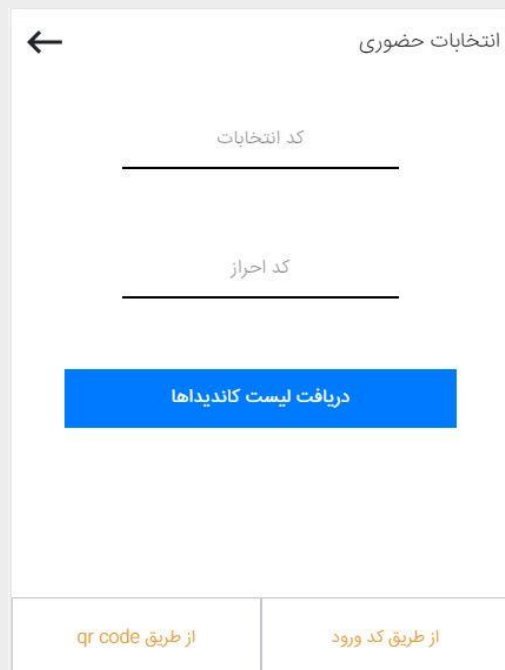 انتخابات حضوری
کد انتخابات
کد احراز
دریافت لیست کاندیداها
از طریق کد ورود
از طریق qr code